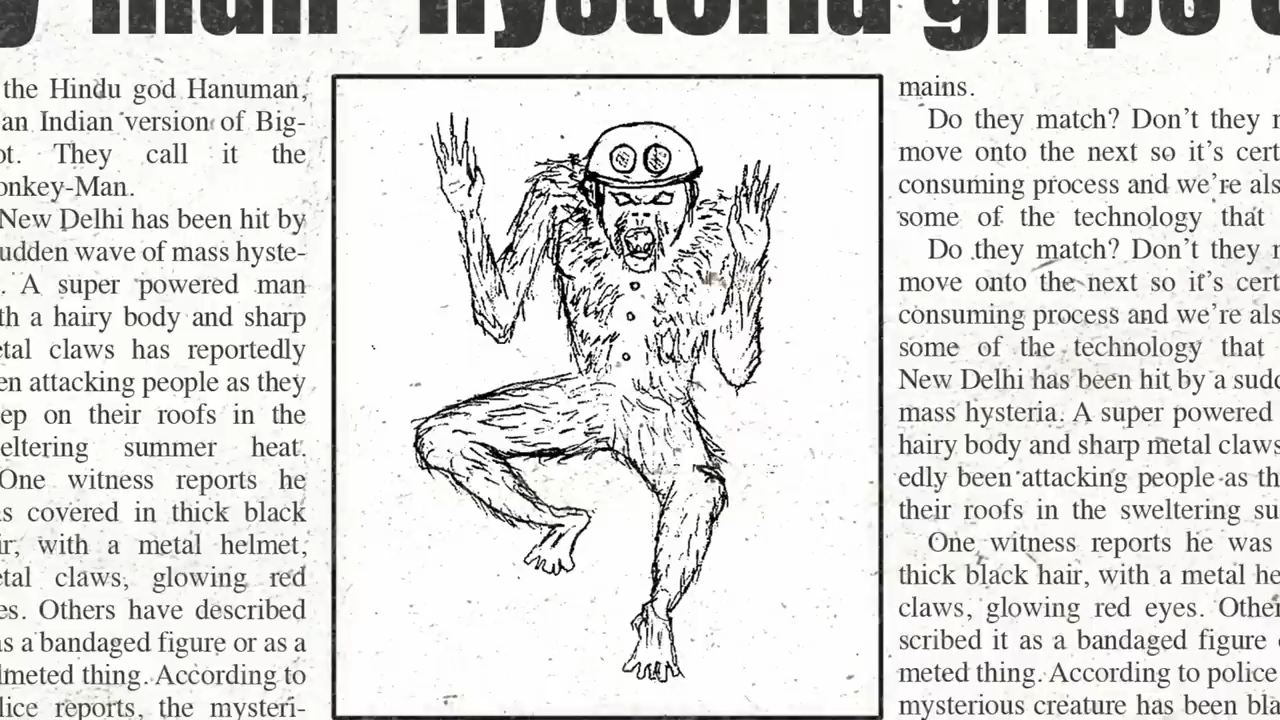 man" hysteria grips
the Hindu god Hanuman,
an Indian version of Big-
ot. They call it the
onkey-Man.
New Delhi has been hit by
udden wave of mass hyste-
. A super powered man
th a hairy body and sharp
etal claws has reportedly
en attacking people as they
ep on their roofs in the
eltering summer heat.
One witness reports he
s covered in thick black
ir, with a metal helmet,
etal claws, glowing red
es. Others have described
as a bandaged figure or as a
lmeted thing. According to
lice reports, the mysteri-
mains.
Do they match? Don't they
move onto the next so it's cert
consuming process and we're als
some of the technology that
Do they match? Don't they
move onto the next so it's cert
consuming process and we're als
some of the technology that
New Delhi has been hit by a sudd
mass hysteria. A super powered
hairy body and sharp metal claws
edly been attacking people as th
their roofs in the sweltering su
One witness reports he was
thick black hair, with a metal he
claws, glowing red eyes. Other
scribed it as a bandaged figure
meted thing. According to police
mysterious creature has been bla